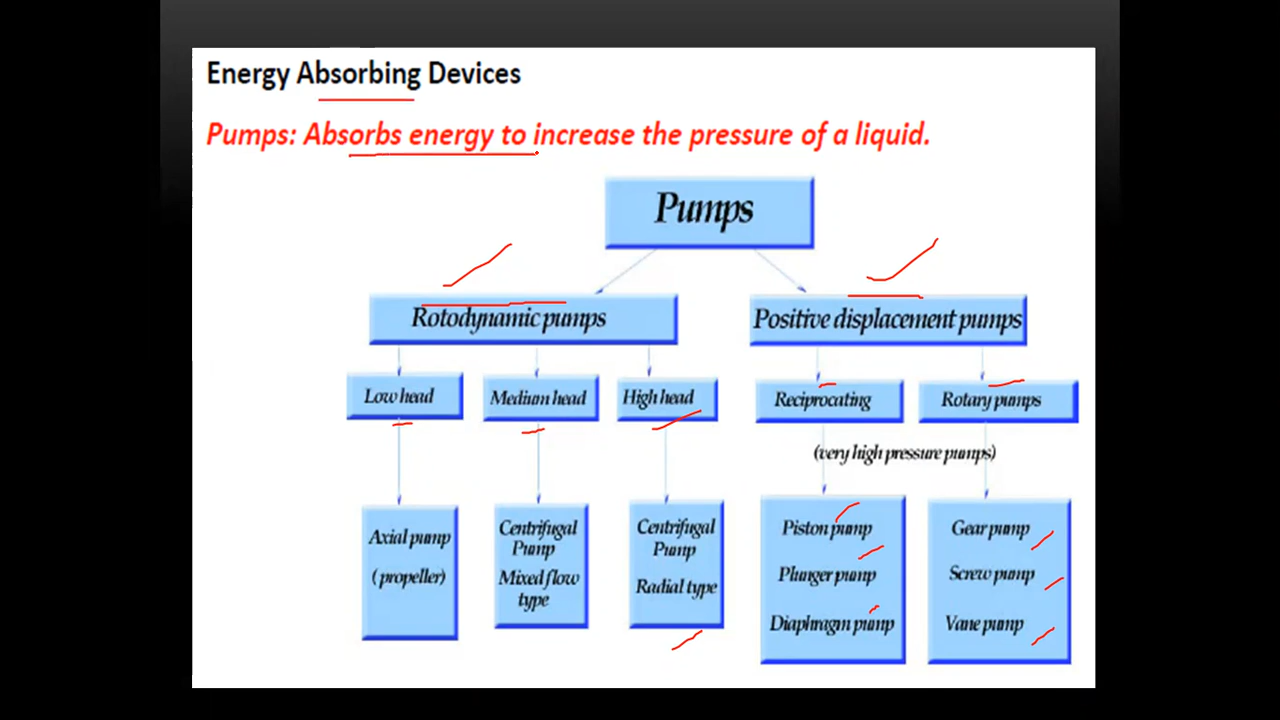 Energy Absorbing Devices
Pumps: Absorbs energy to increase the pressure of a liquid.
Pumps
Rotodynamic pumps
Positive displacement pumps
Low head
Medium head
High head
Reciprocating
Rotary pumps
(very high pressure pumps)
Axial pump
(propeller)
Centrifugal
Pump
Mixed flow
type
Centrifugal
Pump
Radial type
Piston pump
Plunger pump
Diaphragm pump
Gear pump
Screw pump
Vane pump